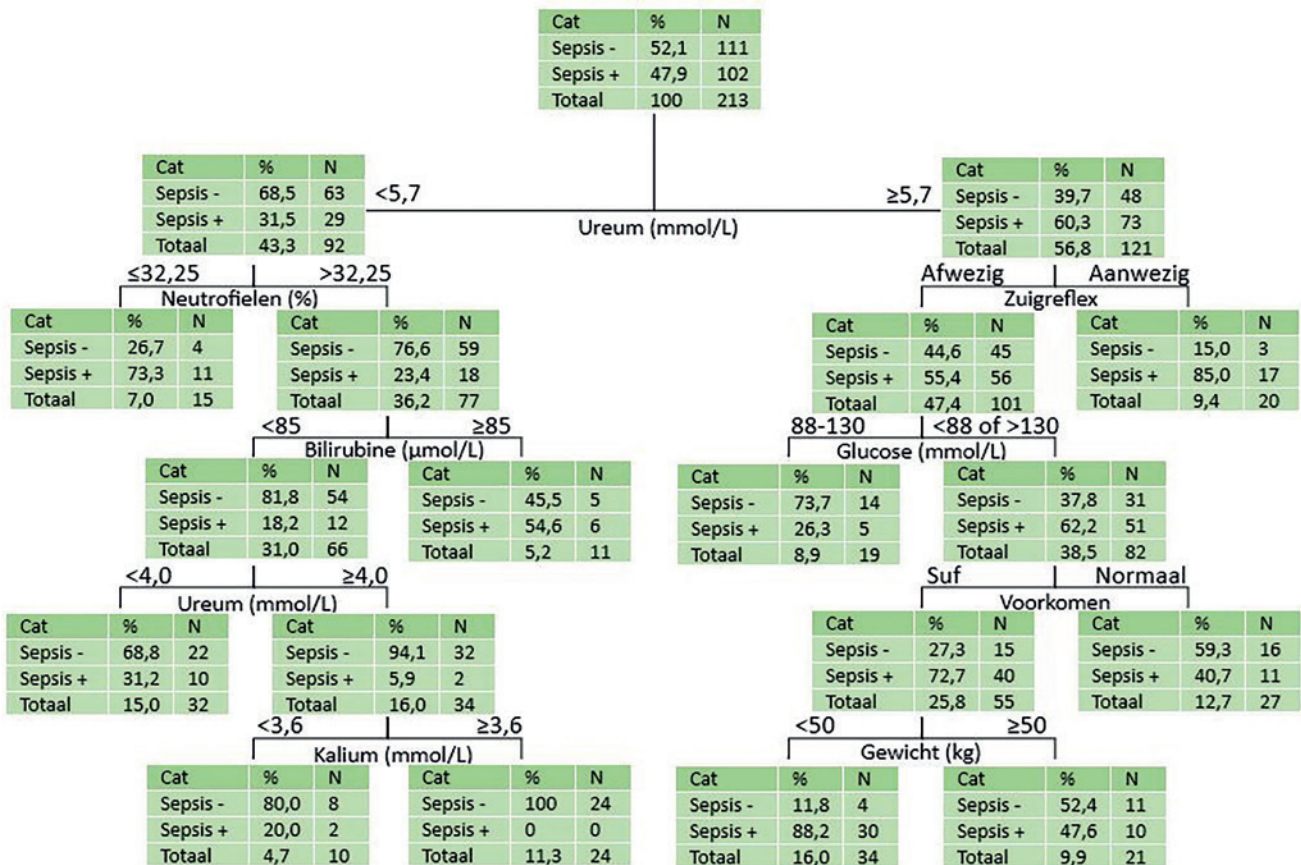 Cat % N
Sepsis - 52,1 111
Sepsis + 47,9 102
Totaal 100 213
Cat % N
Sepsis - 68,5 63
Sepsis + 31,5 29
Totaal 43,3 92
<5,7
≥5,7
Ureum (mmol/L)
Cat % N
Sepsis - 39,7 48
Sepsis + 60,3 73
Totaal 56,8 121
≤32,25
>32,25
Neutrofielen (%)
Afwezig
Aanwezig
Zuigreflex
Cat % N
Sepsis - 26,7 4
Sepsis + 73,3 11
Totaal 7,0 15
Cat % N
Sepsis - 76,6 59
Sepsis + 23,4 18
Totaal 36,2 77
Cat % N
Sepsis - 44,6 45
Sepsis + 55,4 56
Totaal 47,4 101
Cat % N
Sepsis - 15,0 3
Sepsis + 85,0 17
Totaal 9,4 20
<85
≥85
Bilirubine (µmol/L)
88-130
<88 of >130
Glucose (mmol/L)
Cat % N
Sepsis - 81,8 54
Sepsis + 18,2 12
Totaal 31,0 66
Cat % N
Sepsis - 45,5 5
Sepsis + 54,6 6
Totaal 5,2 11
Cat % N
Sepsis - 73,7 14
Sepsis + 26,3 5
Totaal 8,9 19
Cat % N
Sepsis - 37,8 31
Sepsis + 62,2 51
Totaal 38,5 82
<4,0
≥4,0
Ureum (mmol/L)
Suf
Normaal
Voorkomen
Cat % N
Sepsis - 68,8 22
Sepsis + 31,2 10
Totaal 15,0 32
Cat % N
Sepsis - 94,1 32
Sepsis + 5,9 2
Totaal 16,0 34
Cat % N
Sepsis - 27,3 15
Sepsis + 72,7 40
Totaal 25,8 55
Cat % N
Sepsis - 59,3 16
Sepsis + 40,7 11
Totaal 12,7 27
<3,6
≥3,6
Kalium (mmol/L)
<50
≥50
Gewicht (kg)
Cat % N
Sepsis - 80,0 8
Sepsis + 20,0 2
Totaal 4,7 10
Cat % N
Sepsis - 100 24
Sepsis + 0 0
Totaal 11,3 24
Cat % N
Sepsis - 11,8 4
Sepsis + 88,2 30
Totaal 16,0 34
Cat % N
Sepsis - 52,4 11
Sepsis + 47,6 10
Totaal 9,9 21